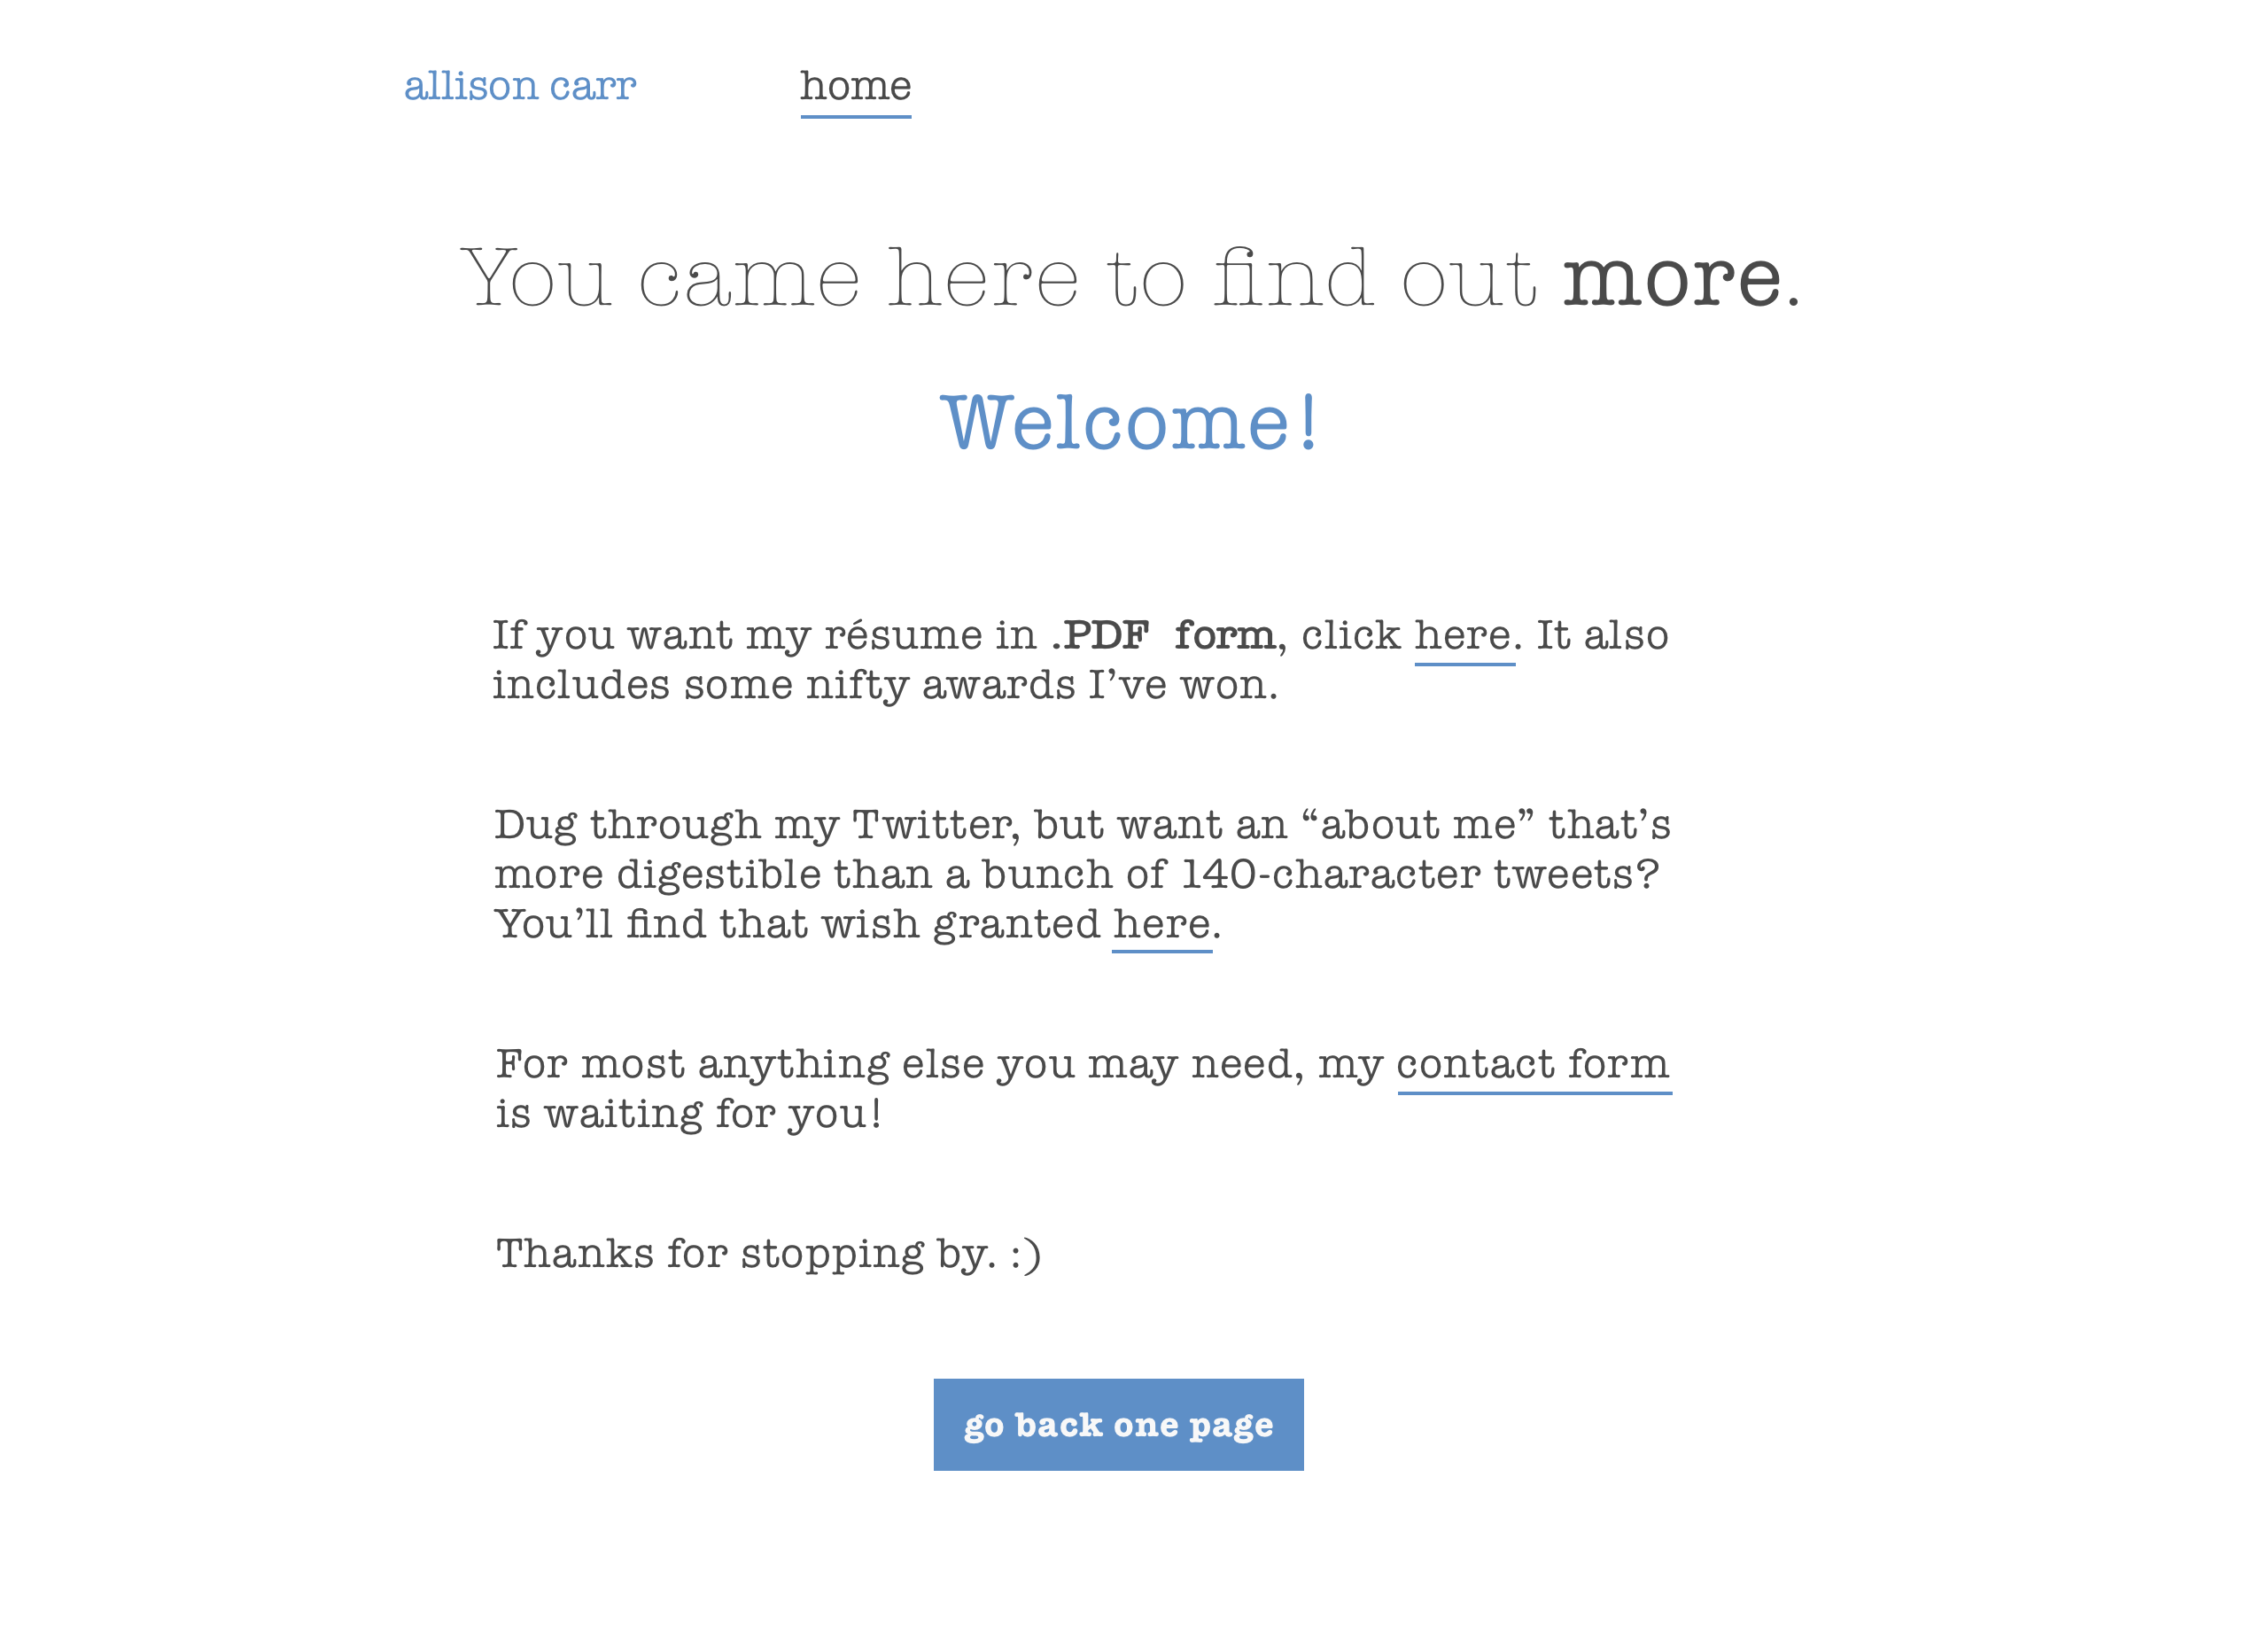 allison carr home
You came here to find out more.
Welcome!
If you want my résume in .PDF form, click here. It also
includes some nifty awards I’ve won.
Dug through my Twitter, but want an “about me” that’s
more digestible than a bunch of 140-character tweets?
You’ll find that wish granted here.
For most anything else you may need, my contact form
is waiting for you!
Thanks for stopping by. :)
go back one page